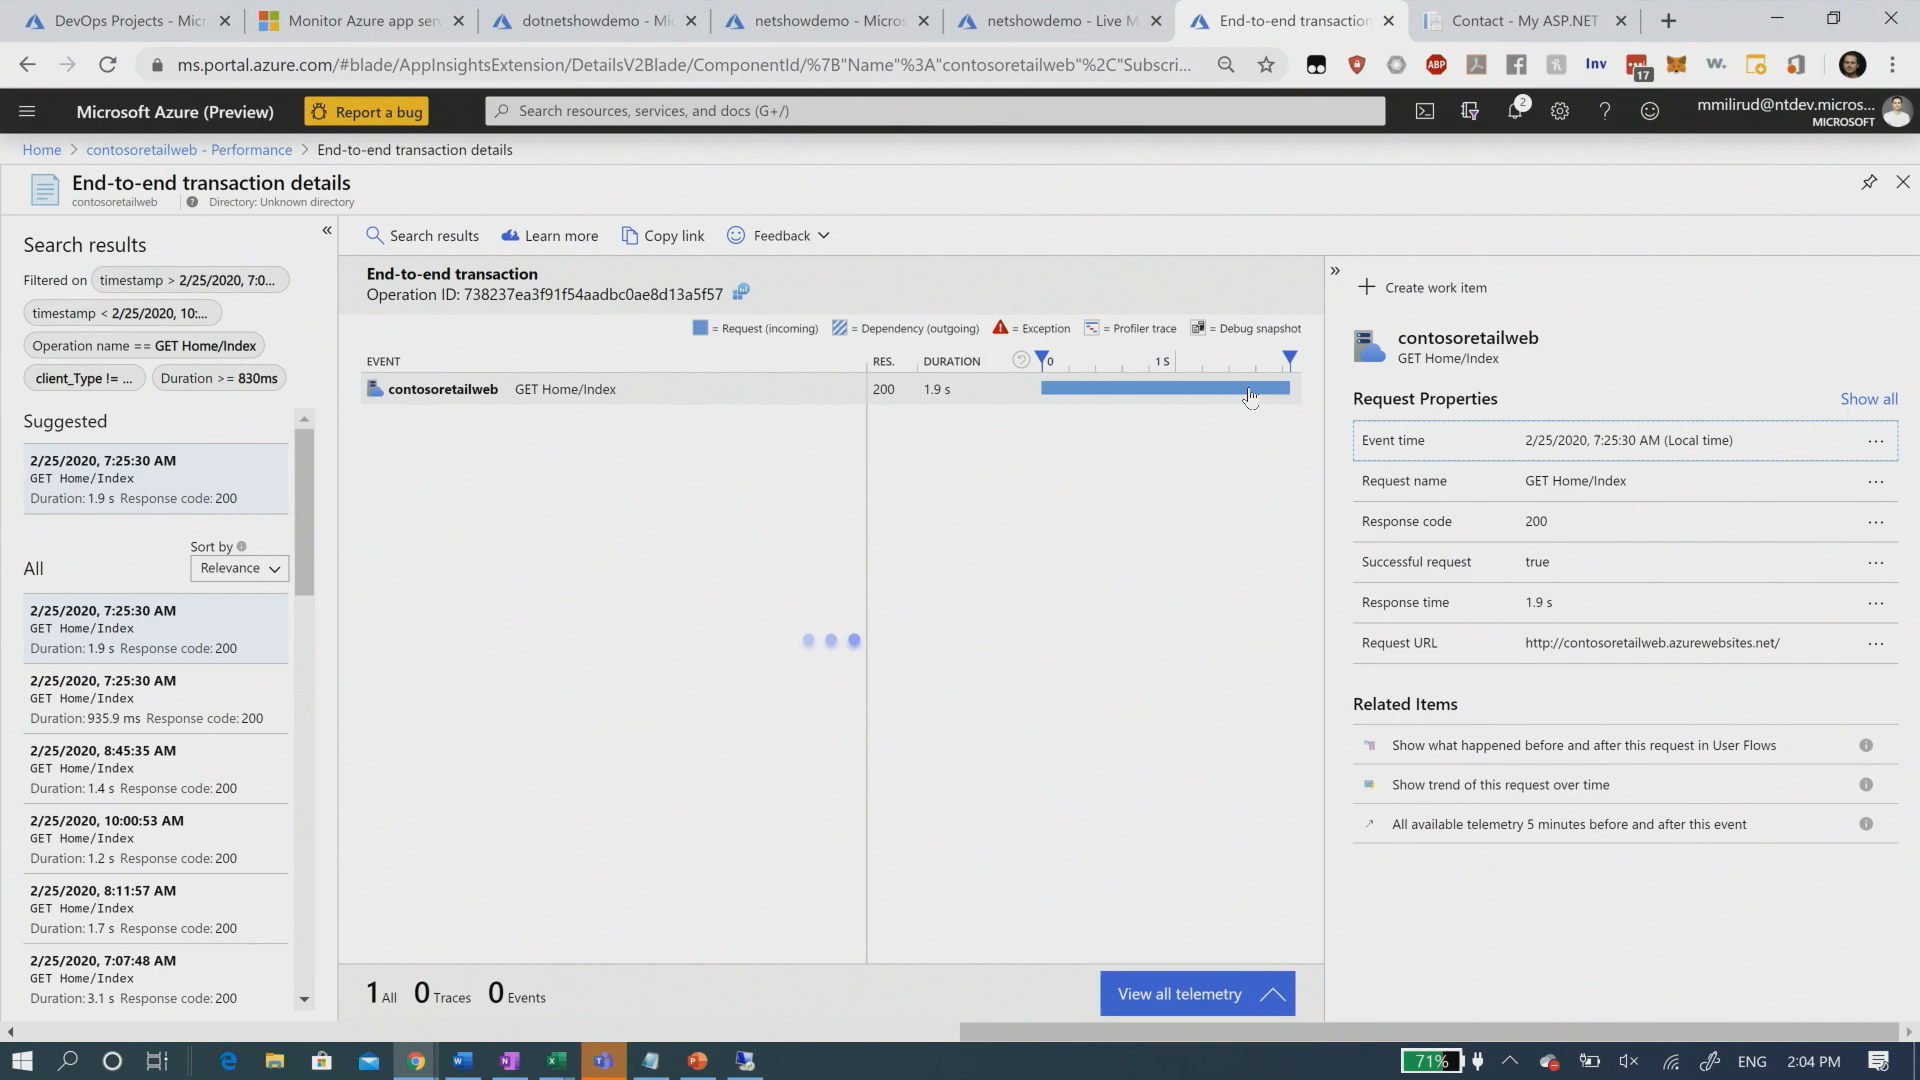 DevOps Projects - Micr
Monitor Azure app serv
dotnetshowdemo - Mic
netshowdemo - Micros
netshowdemo - Live M
End-to-end transaction
Contact - My ASP.NET
ms.portal.azure.com/#blade/AppInsightsExtension/DetailsV2Blade/ComponentId/%7B"Name"%3A"contosoretailweb"%2C"Subscri...
ABP
Inv
17
w.
Microsoft Azure (Preview)
Report a bug
Search resources, services, and docs (G+/)
2
mmilirud@ntdev.micros...
MICROSOFT
Home > contosoretailweb - Performance > End-to-end transaction details
End-to-end transaction details
contosoretailweb
Directory: Unknown directory
Search results
Filtered on
timestamp > 2/25/2020, 7:0...
timestamp < 2/25/2020, 10:...
Operation name == GET Home/Index
client_Type != ...
Duration >= 830ms
Suggested
2/25/2020, 7:25:30 AM
GET Home/Index
Duration: 1.9 s Response code: 200
Sort by
All
Relevance
2/25/2020, 7:25:30 AM
GET Home/Index
Duration: 1.9 s Response code: 200
2/25/2020, 7:25:30 AM
GET Home/Index
Duration: 935.9 ms Response code: 200
2/25/2020, 8:45:35 AM
GET Home/Index
Duration: 1.4 s Response code: 200
2/25/2020, 10:00:53 AM
GET Home/Index
Duration: 1.2 s Response code: 200
2/25/2020, 8:11:57 AM
GET Home/Index
Duration: 1.7 s Response code: 200
2/25/2020, 7:07:48 AM
GET Home/Index
Duration: 3.1 s Response code: 200
Search results
Learn more
Copy link
Feedback
End-to-end transaction
Operation ID: 738237ea3f91f54aadbc0ae8d13a5f57
= Request (incoming)
= Dependency (outgoing)
= Exception
= Profiler trace
= Debug snapshot
EVENT
RES.
DURATION
0
1 S
contosoretailweb GET Home/Index
200
1.9 s
1 All 0 Traces 0 Events
View all telemetry
Create work item
contosoretailweb
GET Home/Index
Request Properties
Show all
Event time 2/25/2020, 7:25:30 AM (Local time) ...
Request name GET Home/Index ...
Response code 200 ...
Successful request true ...
Response time 1.9 s ...
Request URL http://contosoretailweb.azurewebsites.net/ ...
Related Items
Show what happened before and after this request in User Flows
Show trend of this request over time
All available telemetry 5 minutes before and after this event
71%
ENG
2:04 PM